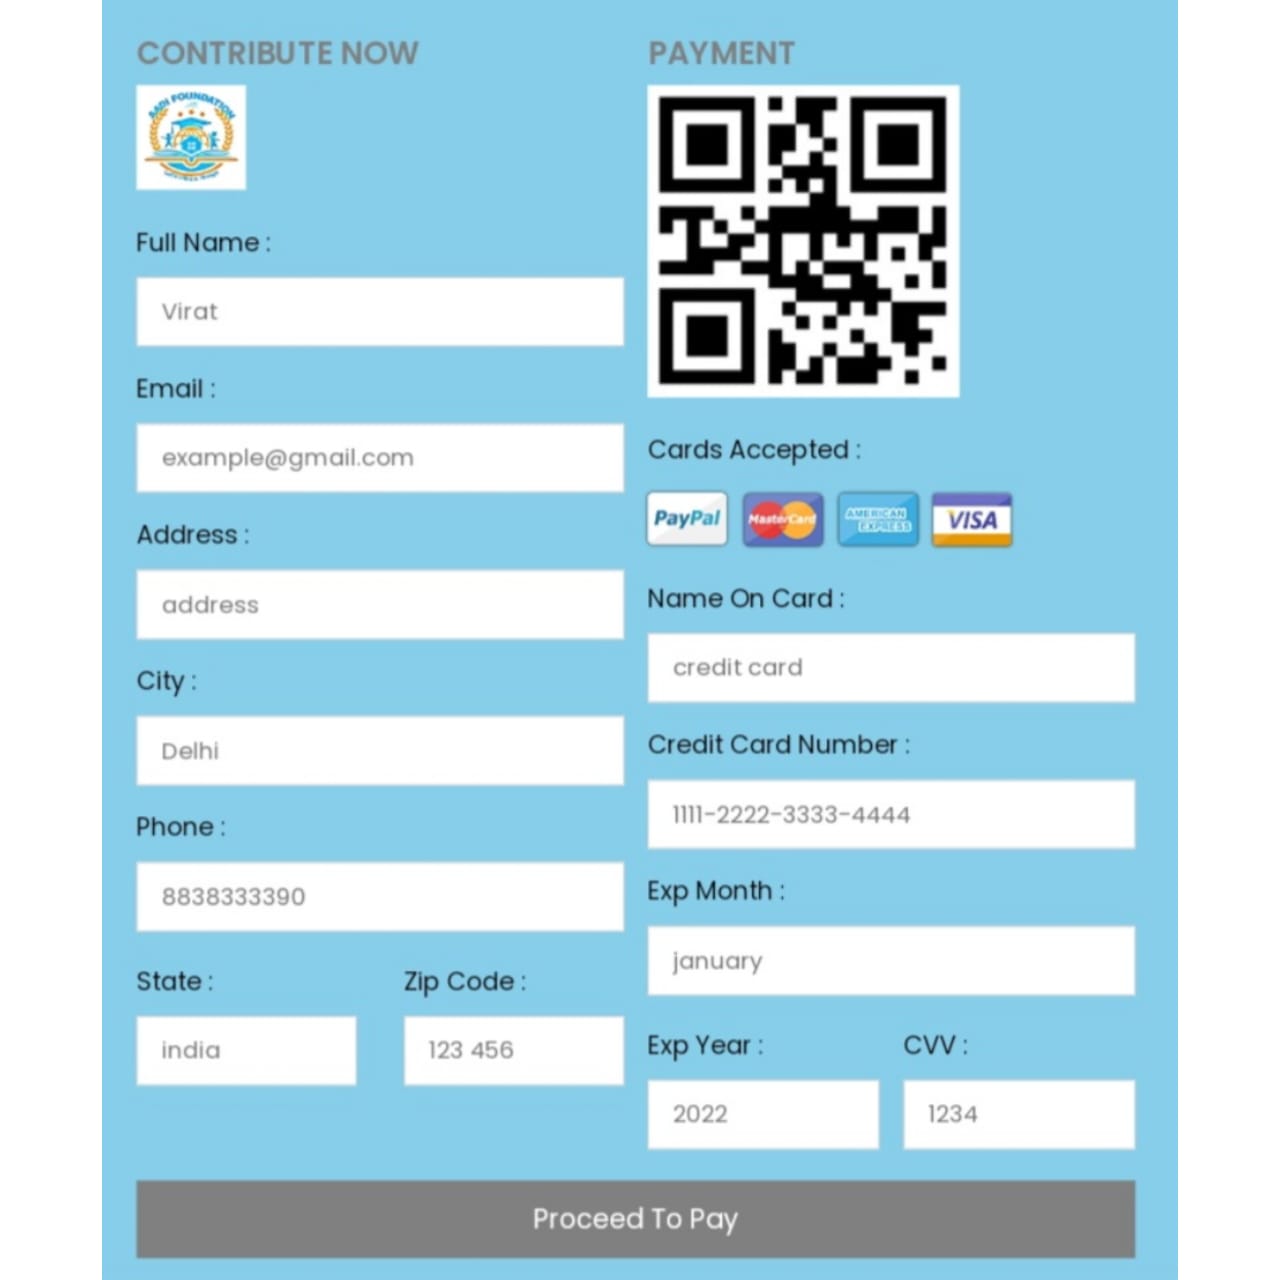 CONTRIBUTE NOW
AADI FOUNDATION
Full Name :
Virat
Email :
example@gmail.com
Address :
address
City :
Delhi
Phone :
8838333390
State :
Zip Code :
india
123 456
PAYMENT
Cards Accepted :
PayPal
MasterCard
AMERICAN
EXPRESS
VISA
Name On Card :
credit card
Credit Card Number :
1111-2222-3333-4444
Exp Month :
january
Exp Year :
CVV :
2022
1234
Proceed To Pay